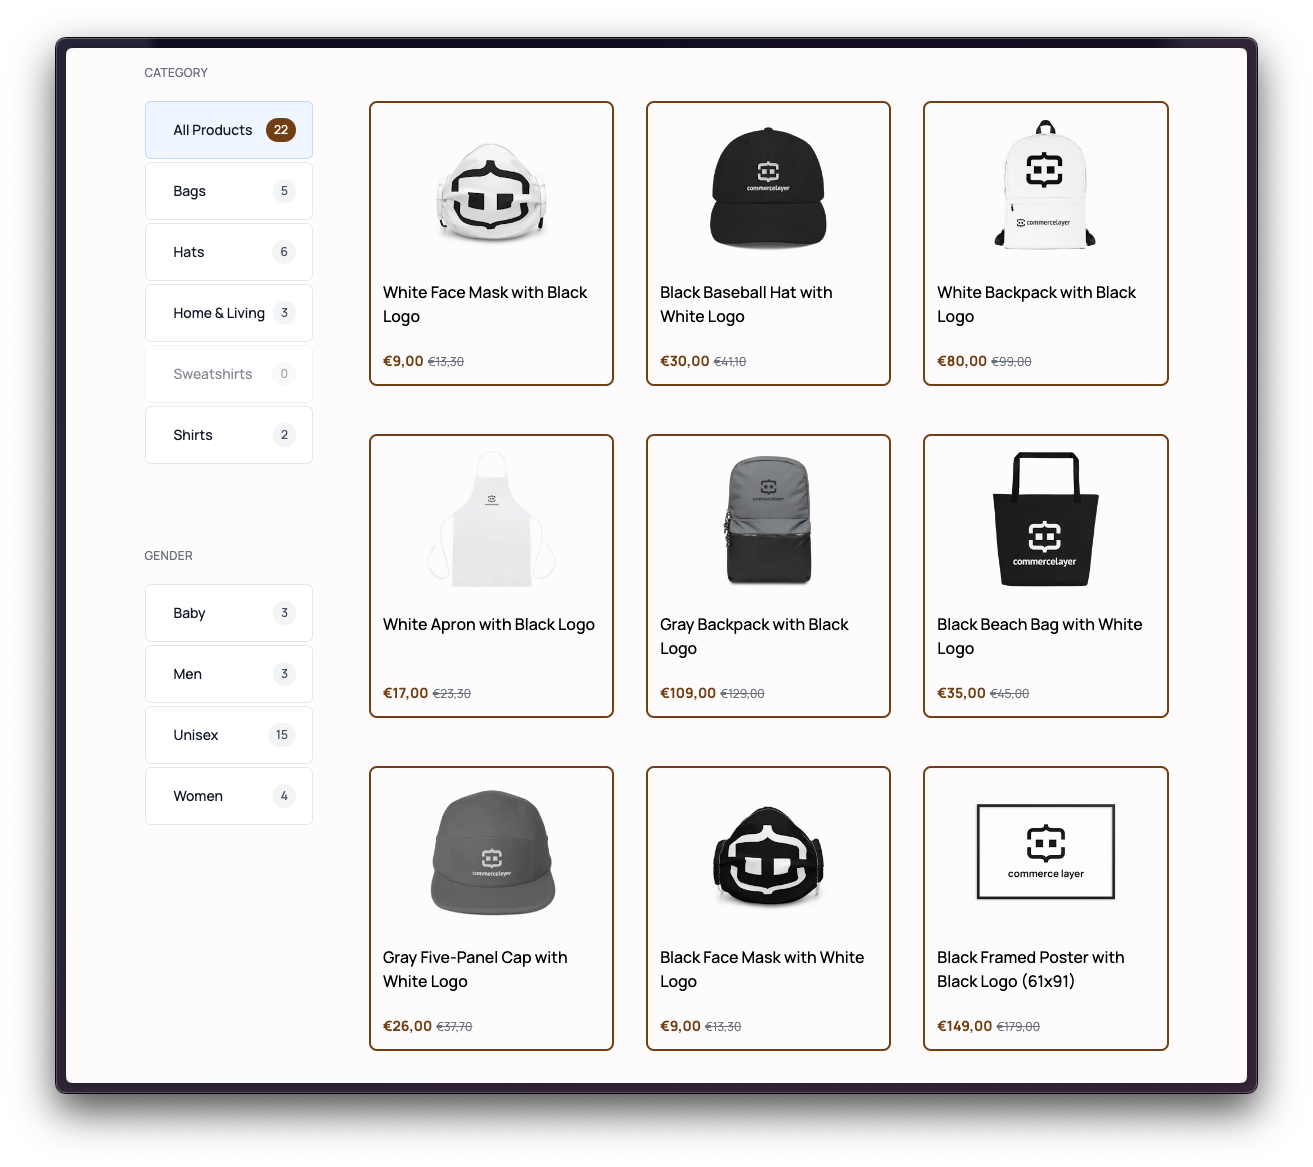 CATEGORY
All Products 22
Bags 5
Hats 6
Home & Living 3
Sweatshirts 0
Shirts 2
GENDER
Baby 3
Men 3
Unisex 15
Women 4
White Face Mask with Black
Logo
€9,00 €13,30
commercelayer
Black Baseball Hat with
White Logo
€30,00 €41,10
commercelayer
White Backpack with Black
Logo
€80,00 €99,00
commercelayer
White Apron with Black Logo
€17,00 €23,30
commercelayer
Gray Backpack with Black
Logo
€109,00 €129,00
commercelayer
Black Beach Bag with White
Logo
€35,00 €45,00
commercelayer
Gray Five-Panel Cap with
White Logo
€26,00 €37,70
Black Face Mask with White
Logo
€9,00 €13,30
commerce layer
Black Framed Poster with
Black Logo (61x91)
€149,00 €179,00